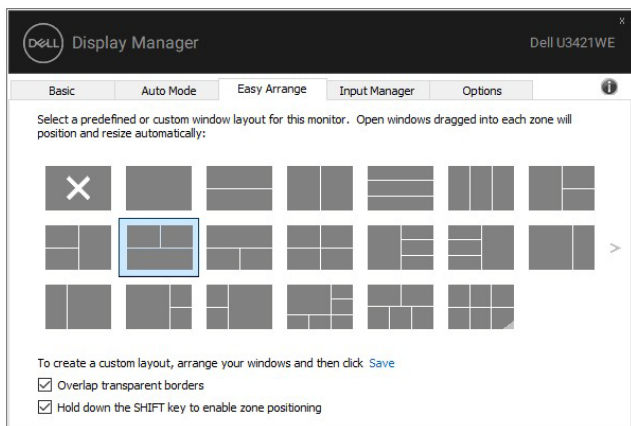 x
DELL Display Manager Dell U3421WE
Basic Auto Mode Easy Arrange Input Manager Options i
Select a predefined or custom window layout for this monitor. Open windows dragged into each zone will
position and resize automatically:
>
To create a custom layout, arrange your windows and then click Save
Overlap transparent borders
Hold down the SHIFT key to enable zone positioning